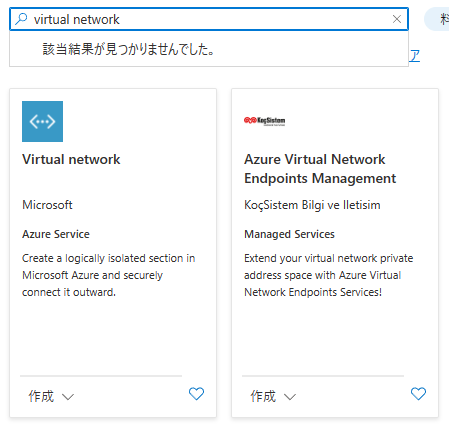 virtual network
料
該当結果が見つかりませんでした。
ア
Virtual network
Microsoft
Azure Service
Create a logically isolated section in
Microsoft Azure and securely
connect it outward.
作成
KoçSistem
Azure Virtual Network
Endpoints Management
KoçSistem Bilgi ve Iletisim
Managed Services
Extend your virtual network private
address space with Azure Virtual
Network Endpoints Services!
作成